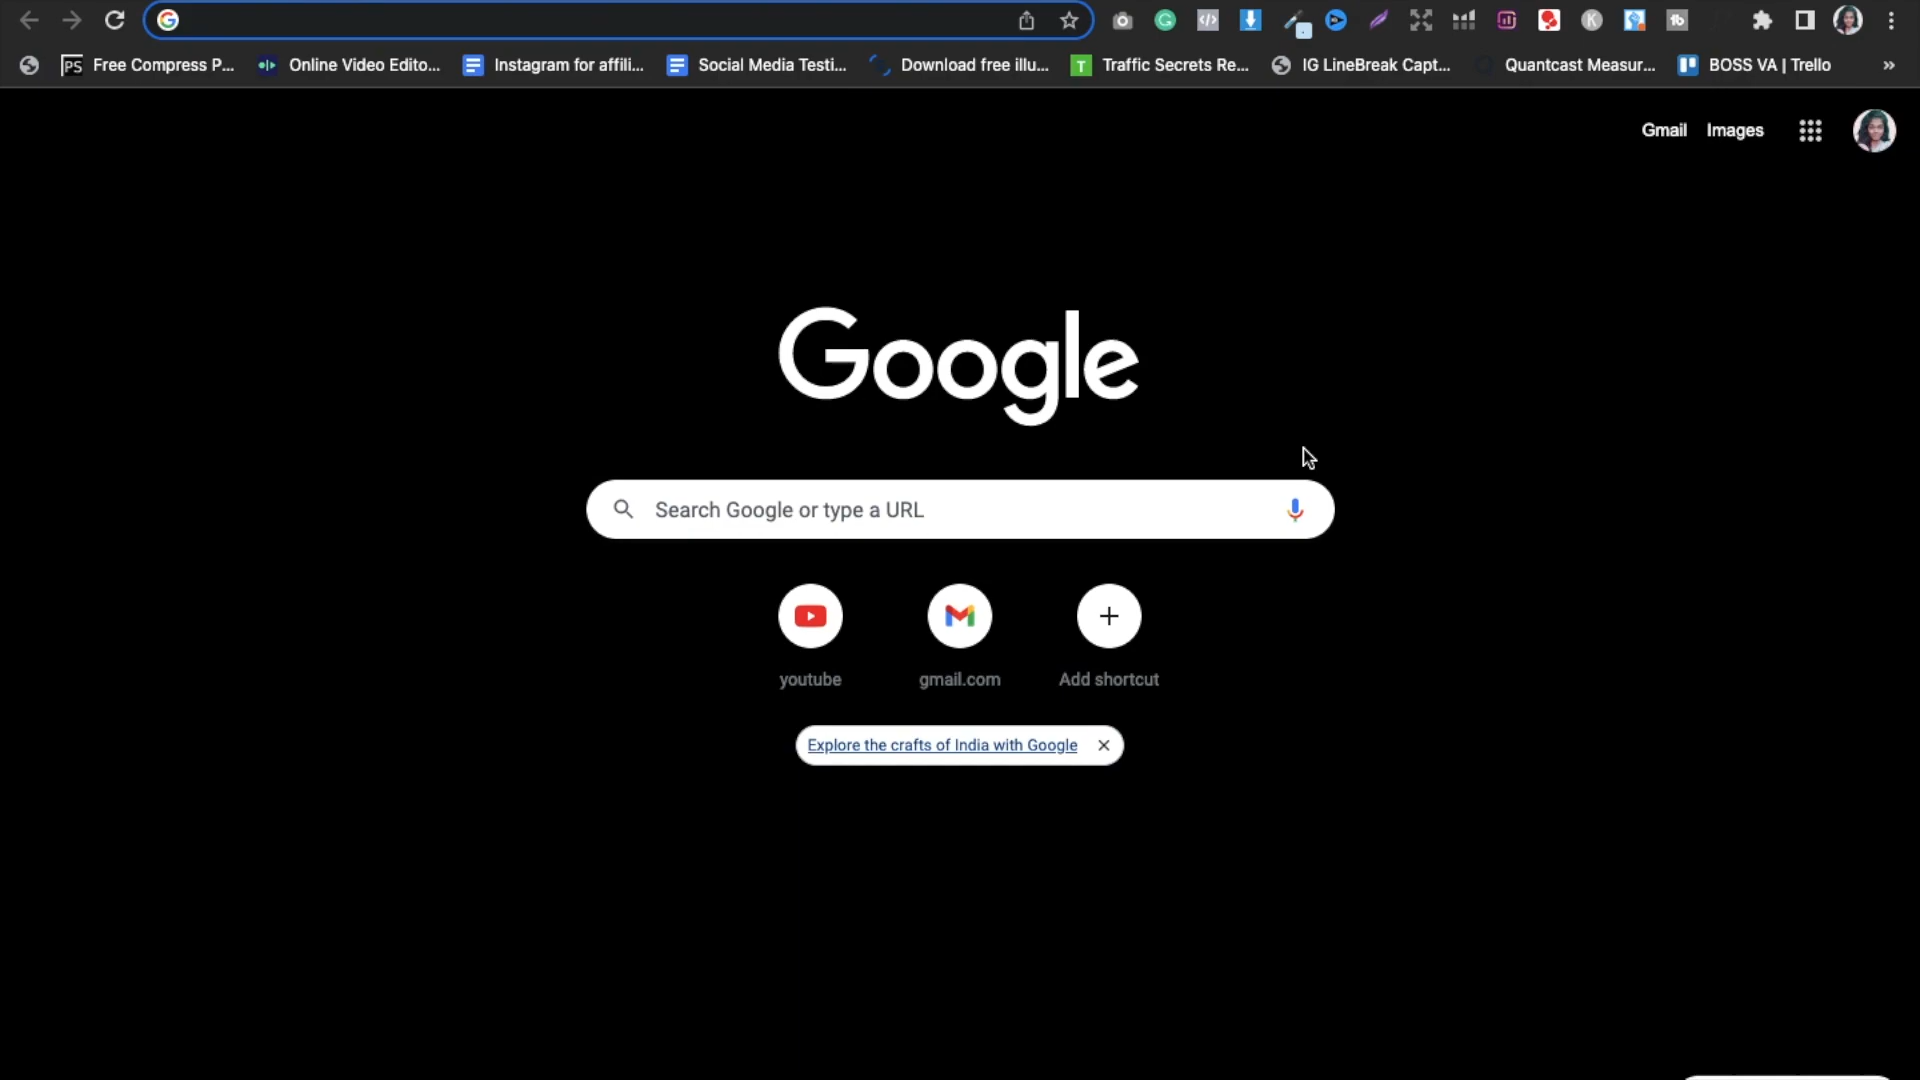 Free Compress P...
Online Video Edito...
Instagram for affili...
Social Media Testi...
Download free illu...
Traffic Secrets Re...
IG LineBreak Capt...
Quantcast Measur...
BOSS VA | Trello
»
Gmail
Images
Google
Search Google or type a URL
youtube
gmail.com
Add shortcut
Explore the crafts of India with Google